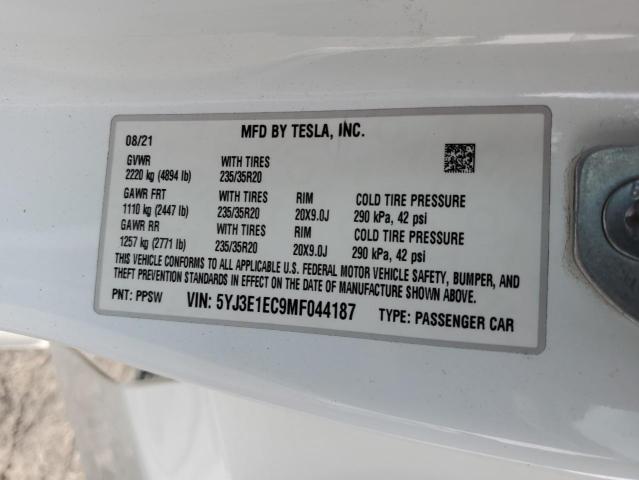 MFD BY TESLA, INC.
08/21
GVWR WITH TIRES
2220 kg (4894 lb) 235/35R20
GAWR FRT WITH TIRES RIM COLD TIRE PRESSURE
1110 kg (2447 lb) 235/35R20 20X9.0J 290 kPa, 42 psi
GAWR RR WITH TIRES RIM COLD TIRE PRESSURE
1257 kg (2771 lb) 235/35R20 20X9.0J 290 kPa, 42 psi
THIS VEHICLE CONFORMS TO ALL APPLICABLE U.S. FEDERAL MOTOR VEHICLE SAFETY, BUMPER, AND
THEFT PREVENTION STANDARDS IN EFFECT ON THE DATE OF MANUFACTURE SHOWN ABOVE.
PNT: PPSW VIN: 5YJ3E1EC9MF044187 TYPE: PASSENGER CAR